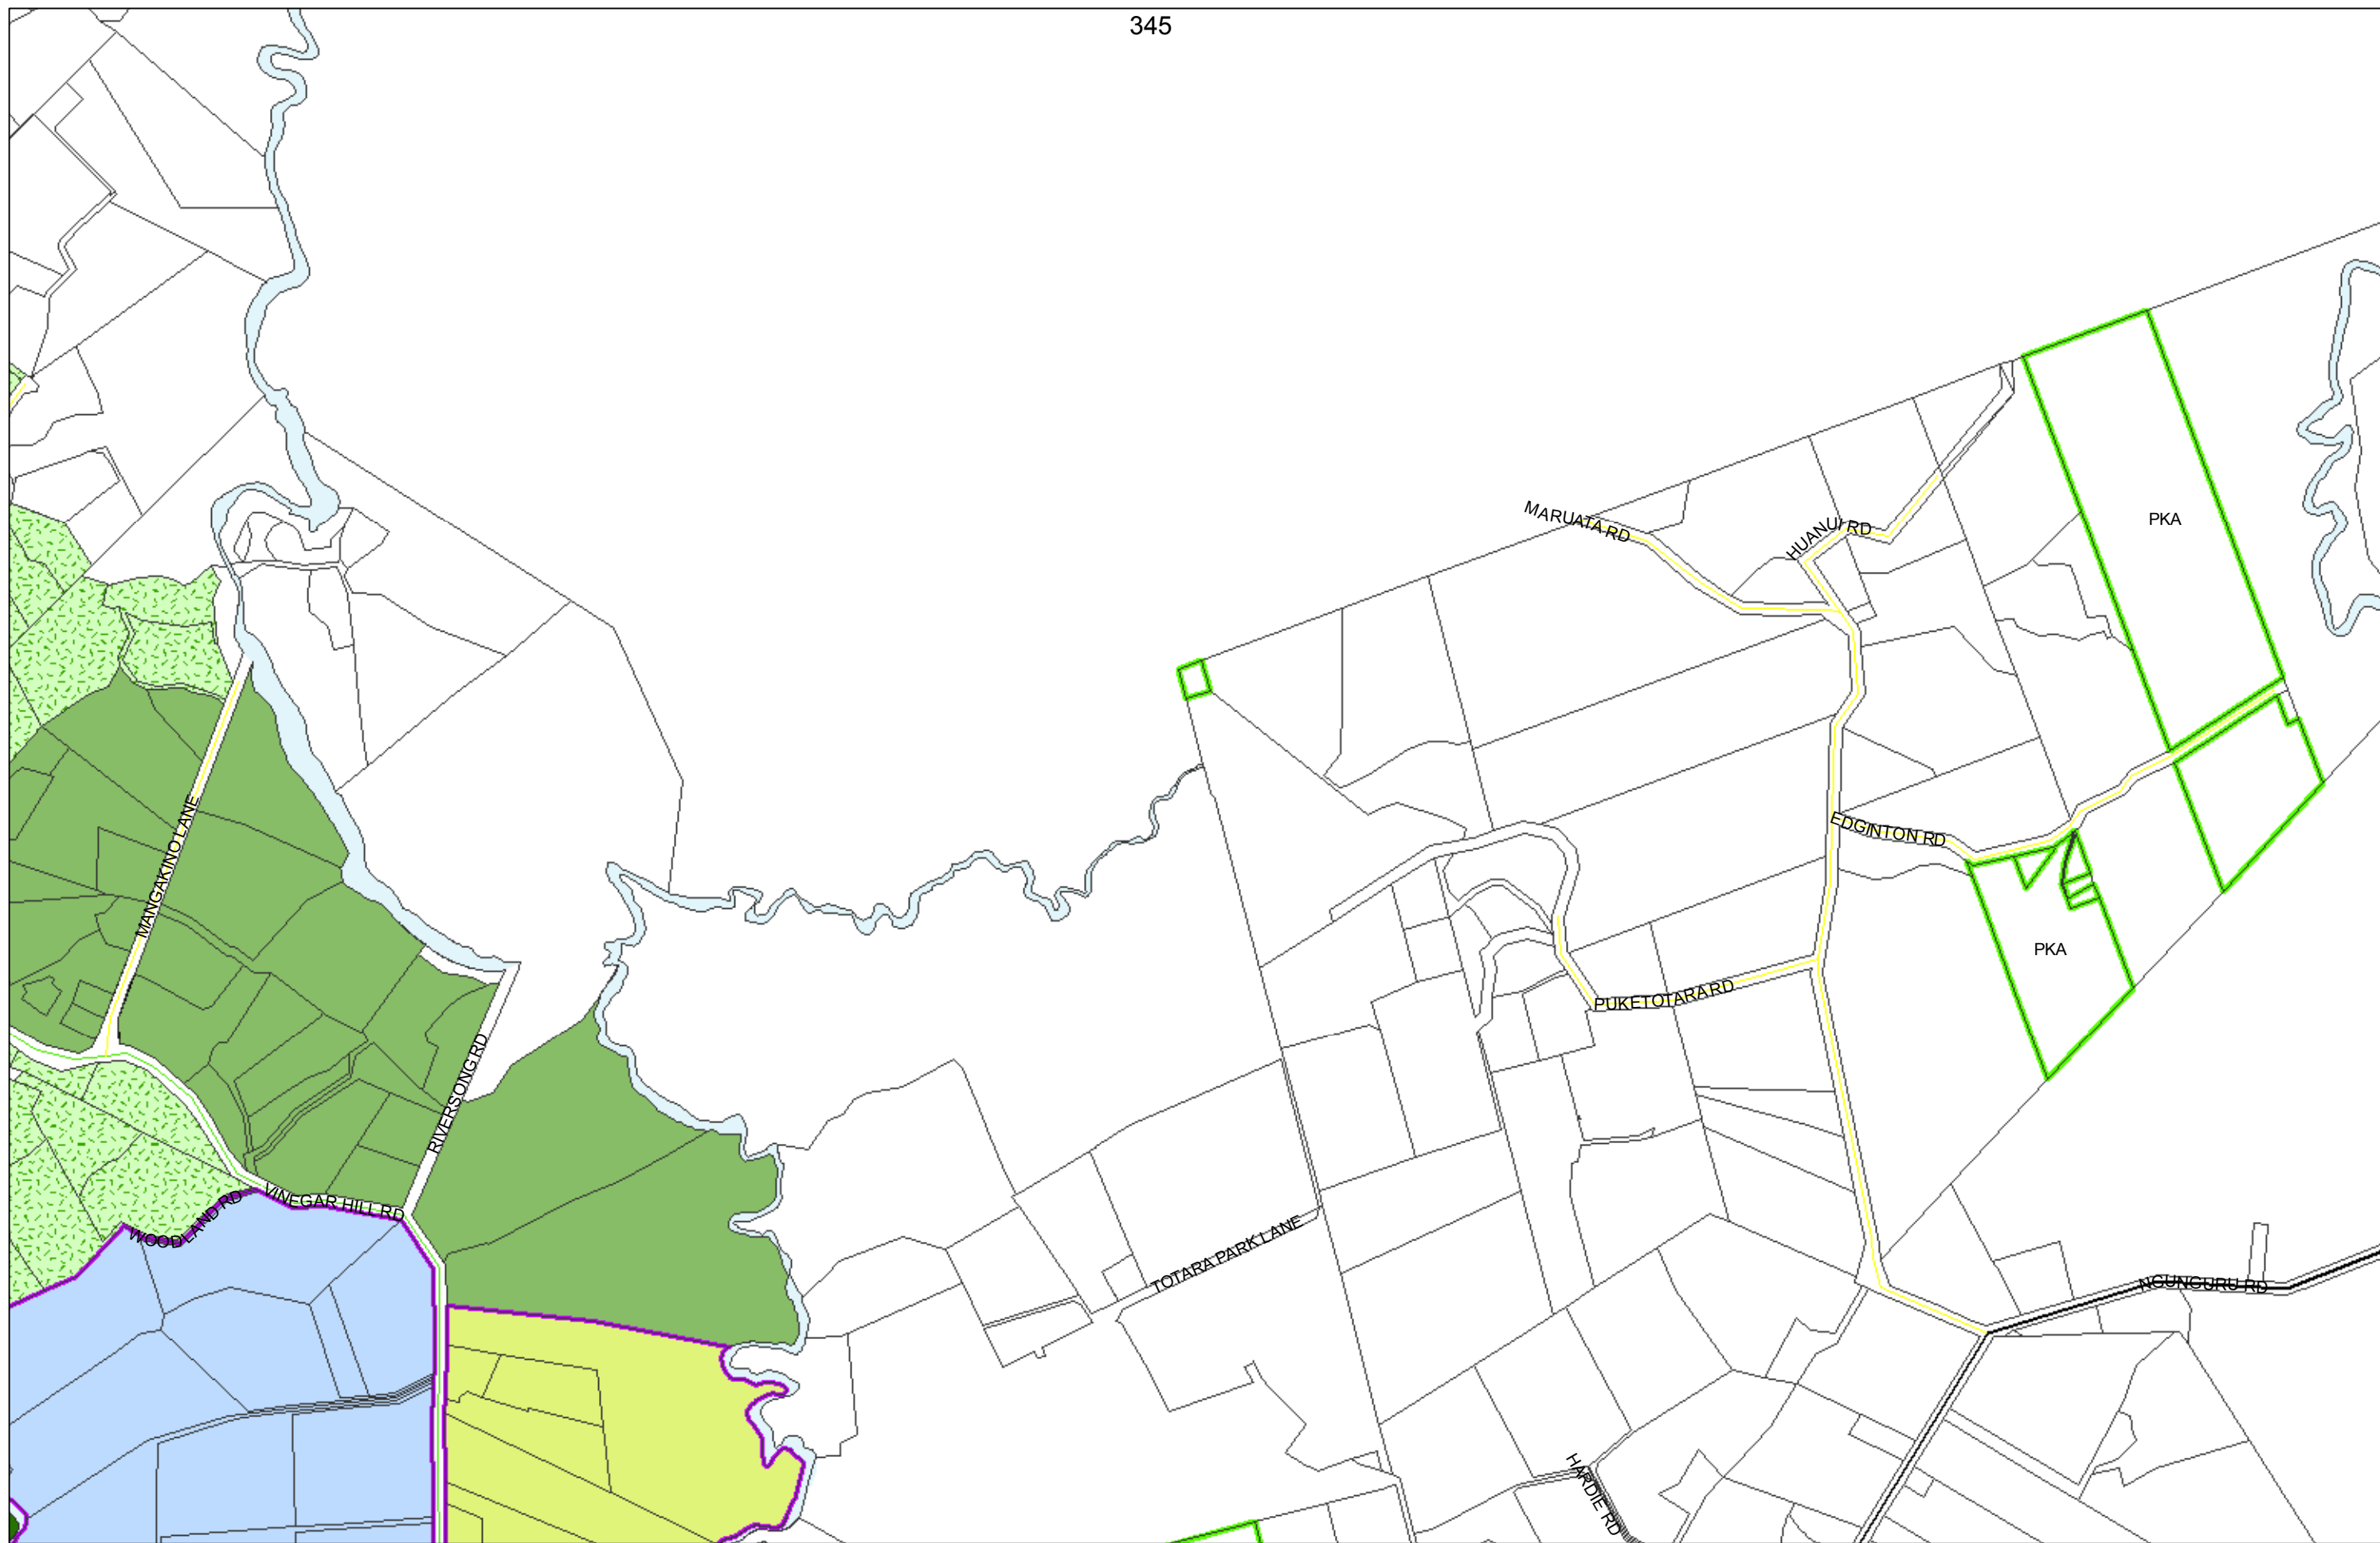 345
MARUATA RD
HUANUI RD
PKA
MANGAKINO LANE
EDGINTON RD
PKA
PUKETOTARA RD
RIVERSONG RD
VINEGAR HILL RD
WOODLAND RD
TOTARA PARK LANE
NGUNGURU RD
HARDIE RD